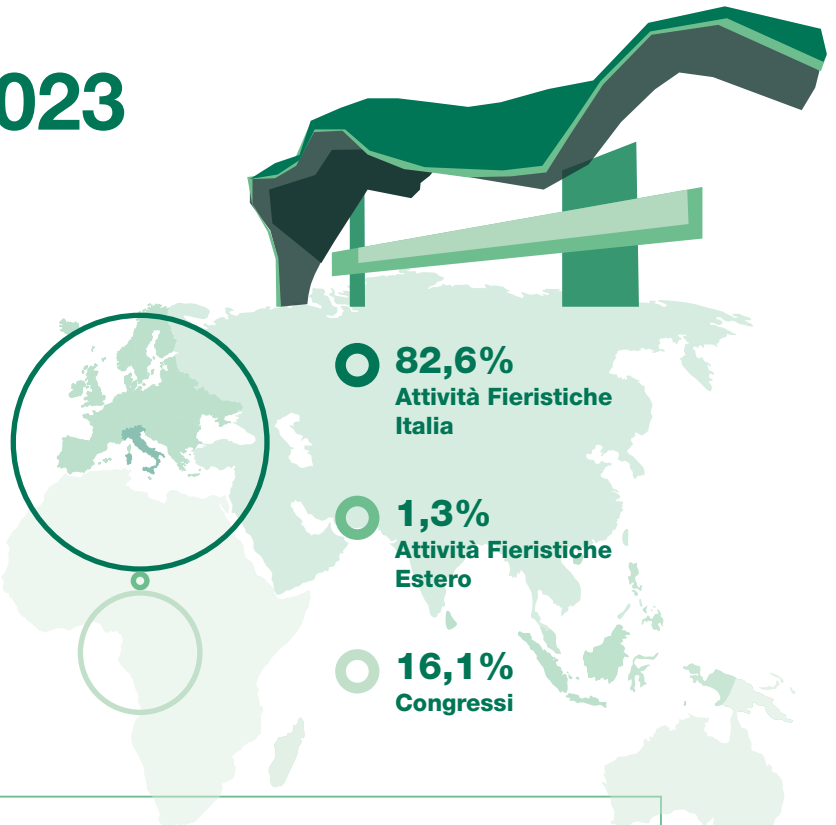 023
82,6%
Attività Fieristiche
Italia
1,3%
Attività Fieristiche
Estero
16,1%
Congressi